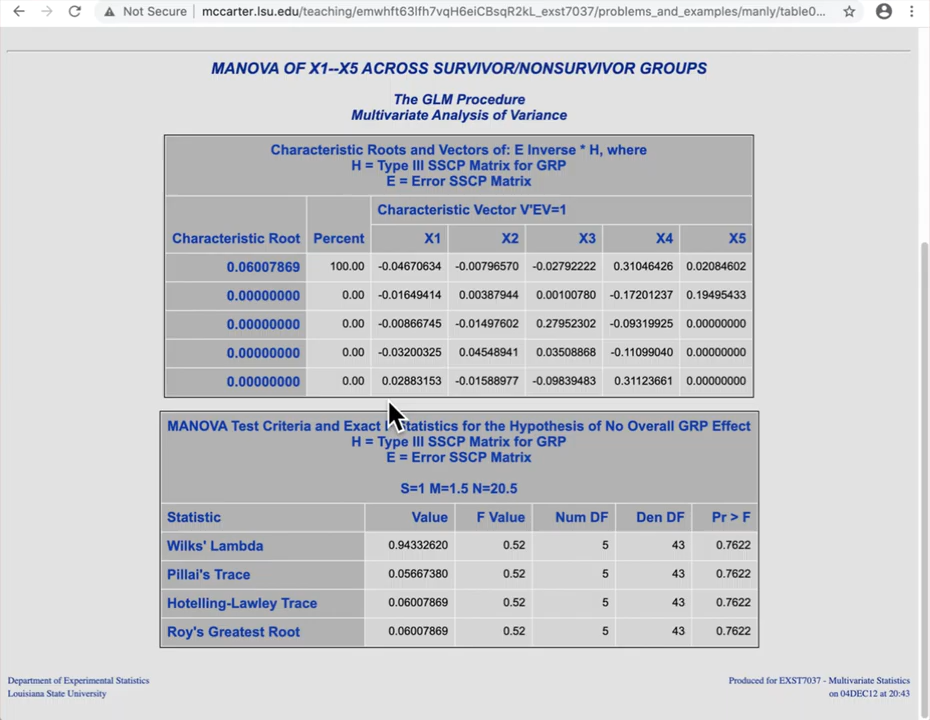 Not Secure mccarter.lsu.edu/teaching/emwhft63lfh7vqH6eiCBsqR2kL_exst7037/problems_and_examples/manly/table0...
MANOVA OF X1--X5 ACROSS SURVIVOR/NONSURVIVOR GROUPS
The GLM Procedure
Multivariate Analysis of Variance
Characteristic Roots and Vectors of: E Inverse * H, where
H = Type III SSCP Matrix for GRP
E = Error SSCP Matrix
Characteristic Vector V'EV=1
Characteristic Root Percent X1 X2 X3 X4 X5
0.06007869 100.00 -0.04670634 -0.00796570 -0.02792222 0.31046426 0.02084602
0.00000000 0.00 -0.01649414 0.00387944 0.00100780 -0.17201237 0.19495433
0.00000000 0.00 -0.00866745 -0.01497602 0.27952302 -0.09319925 0.00000000
0.00000000 0.00 -0.03200325 0.04548941 0.03508868 -0.11099040 0.00000000
0.00000000 0.00 0.02883153 -0.01588977 -0.09839483 0.31123661 0.00000000
MANOVA Test Criteria and Exact Statistics for the Hypothesis of No Overall GRP Effect
H = Type III SSCP Matrix for GRP
E = Error SSCP Matrix
S=1 M=1.5 N=20.5
Statistic Value F Value Num DF Den DF Pr > F
Wilks' Lambda 0.94332620 0.52 5 43 0.7622
Pillai's Trace 0.05667380 0.52 5 43 0.7622
Hotelling-Lawley Trace 0.06007869 0.52 5 43 0.7622
Roy's Greatest Root 0.06007869 0.52 5 43 0.7622
Department of Experimental Statistics
Louisiana State University
Produced for EXST7037 - Multivariate Statistics
on 04DEC12 at 20:43